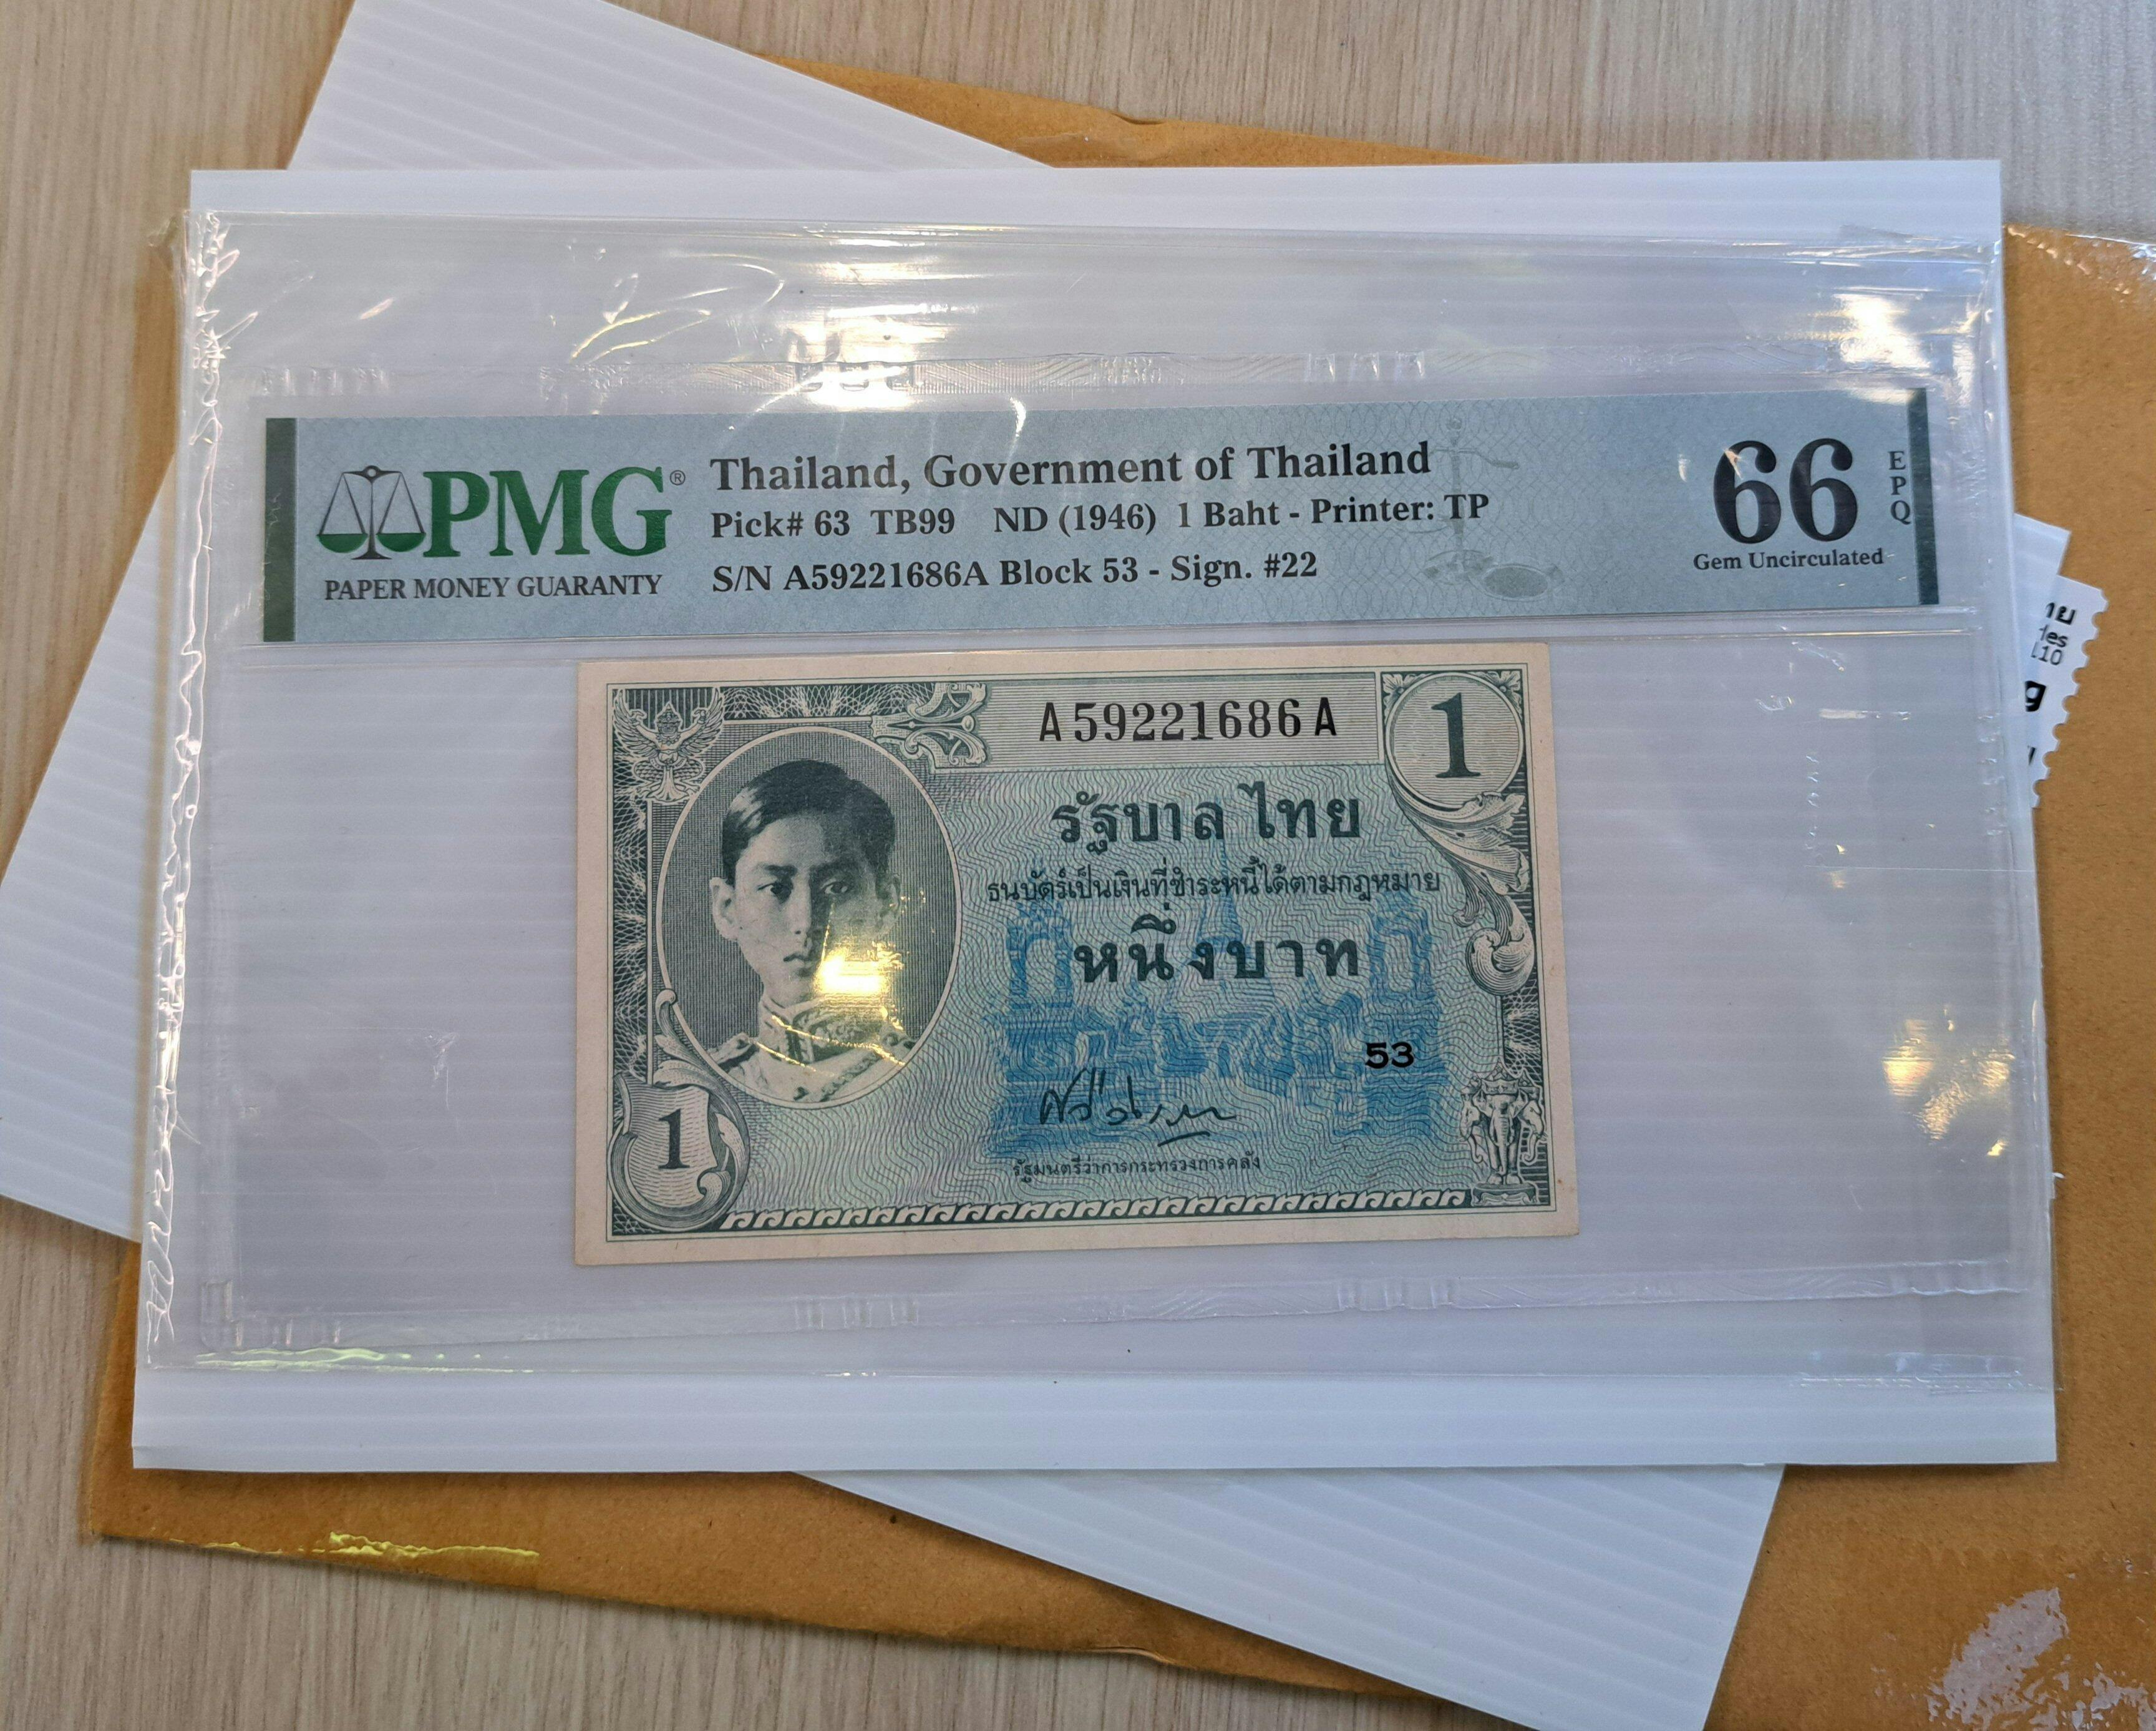 PMG®
PAPER MONEY GUARANTY
Thailand, Government of Thailand
Pick# 63 TB99 ND (1946) 1 Baht - Printer: TP
S/N A59221686A Block 53 - Sign. #22
66
EPQ
Gem Uncirculated
A59221686A
1
รัฐบาลไทย
ธนบัตร์เป็นเงินที่ชำระหนี้ได้ตามกฎหมาย
หนึ่งบาท
53
1
รัฐมนตรีว่าการกระทรวงการคลัง